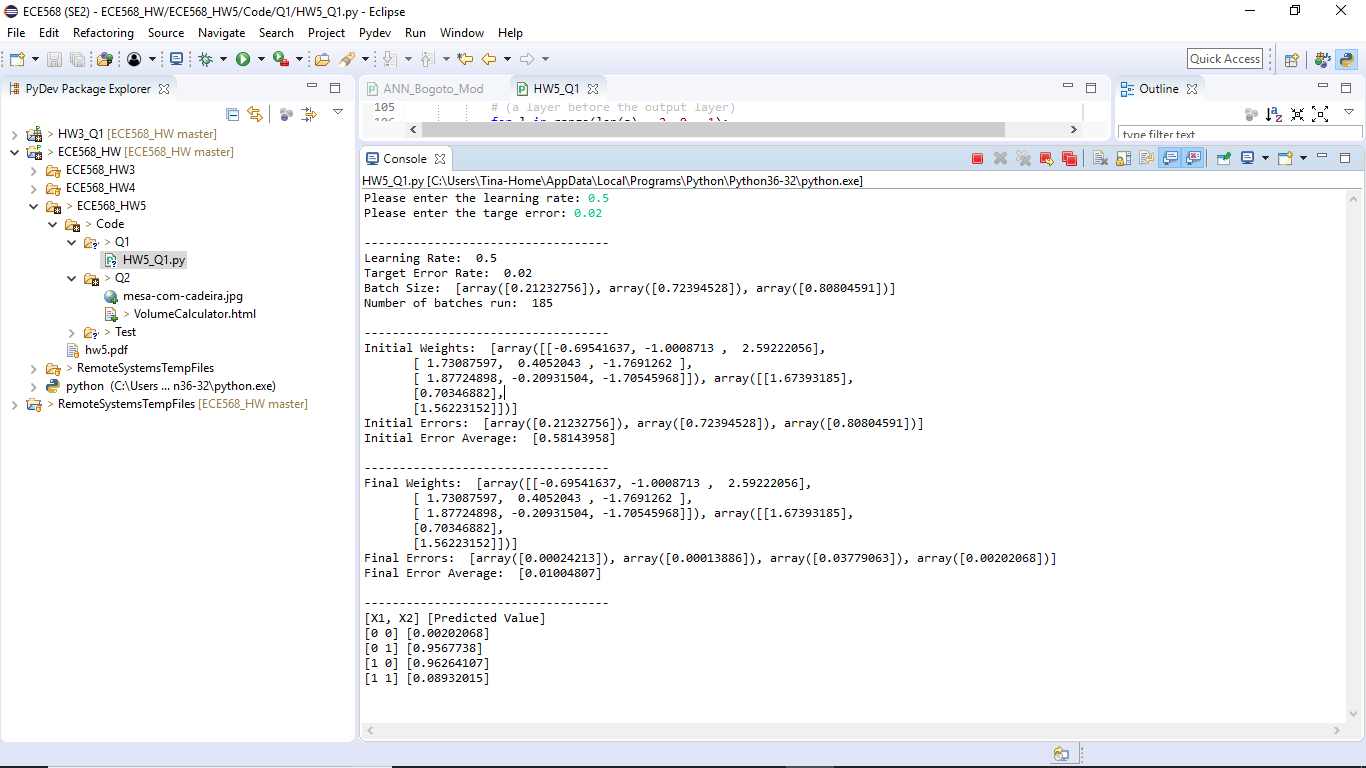 ECE568 (SE2) - ECE568_HW/ECE568_HW5/Code/Q1/HW5_Q1.py - Eclipse
File Edit Refactoring Source Navigate Search Project Pydev Run Window Help
Quick Access
PyDev Package Explorer
> HW3_Q1 [ECE568_HW master]
> ECE568_HW [ECE568_HW master]
ECE568_HW3
ECE568_HW4
> ECE568_HW5
> Code
> Q1
HW5_Q1.py
> Q2
mesa-com-cadeira.jpg
> VolumeCalculator.html
> Test
hw5.pdf
> RemoteSystemsTempFiles
python (C:\Users ... n36-32\python.exe)
> RemoteSystemsTempFiles [ECE568_HW master]
ANN_Bogoto_Mod HW5_Q1
105 # (a layer before the output layer)
Outline
type filter text
Console
HW5_Q1.py [C:\Users\Tina-Home\AppData\Local\Programs\Python\Python36-32\python.exe]
Please enter the learning rate: 0.5
Please enter the targe error: 0.02
-----------------------------------
Learning Rate:  0.5
Target Error Rate:  0.02
Batch Size:  [array([0.21232756]), array([0.72394528]), array([0.80804591])]
Number of batches run:  185
-----------------------------------
Initial Weights:  [array([[-0.69541637, -1.0008713 ,  2.59222056],
[ 1.73087597,  0.4052043 , -1.7691262 ],
[ 1.87724898, -0.20931504, -1.70545968]]), array([[1.67393185],
[0.70346882],
[1.56223152]])]
Initial Errors:  [array([0.21232756]), array([0.72394528]), array([0.80804591])]
Initial Error Average:  [0.58143958]
-----------------------------------
Final Weights:  [array([[-0.69541637, -1.0008713 ,  2.59222056],
[ 1.73087597,  0.4052043 , -1.7691262 ],
[ 1.87724898, -0.20931504, -1.70545968]]), array([[1.67393185],
[0.70346882],
[1.56223152]])]
Final Errors:  [array([0.00024213]), array([0.00013886]), array([0.03779063]), array([0.00202068])]
Final Error Average:  [0.01004807]
-----------------------------------
[X1, X2] [Predicted Value]
[0 0] [0.00202068]
[0 1] [0.9567738]
[1 0] [0.96264107]
[1 1] [0.08932015]